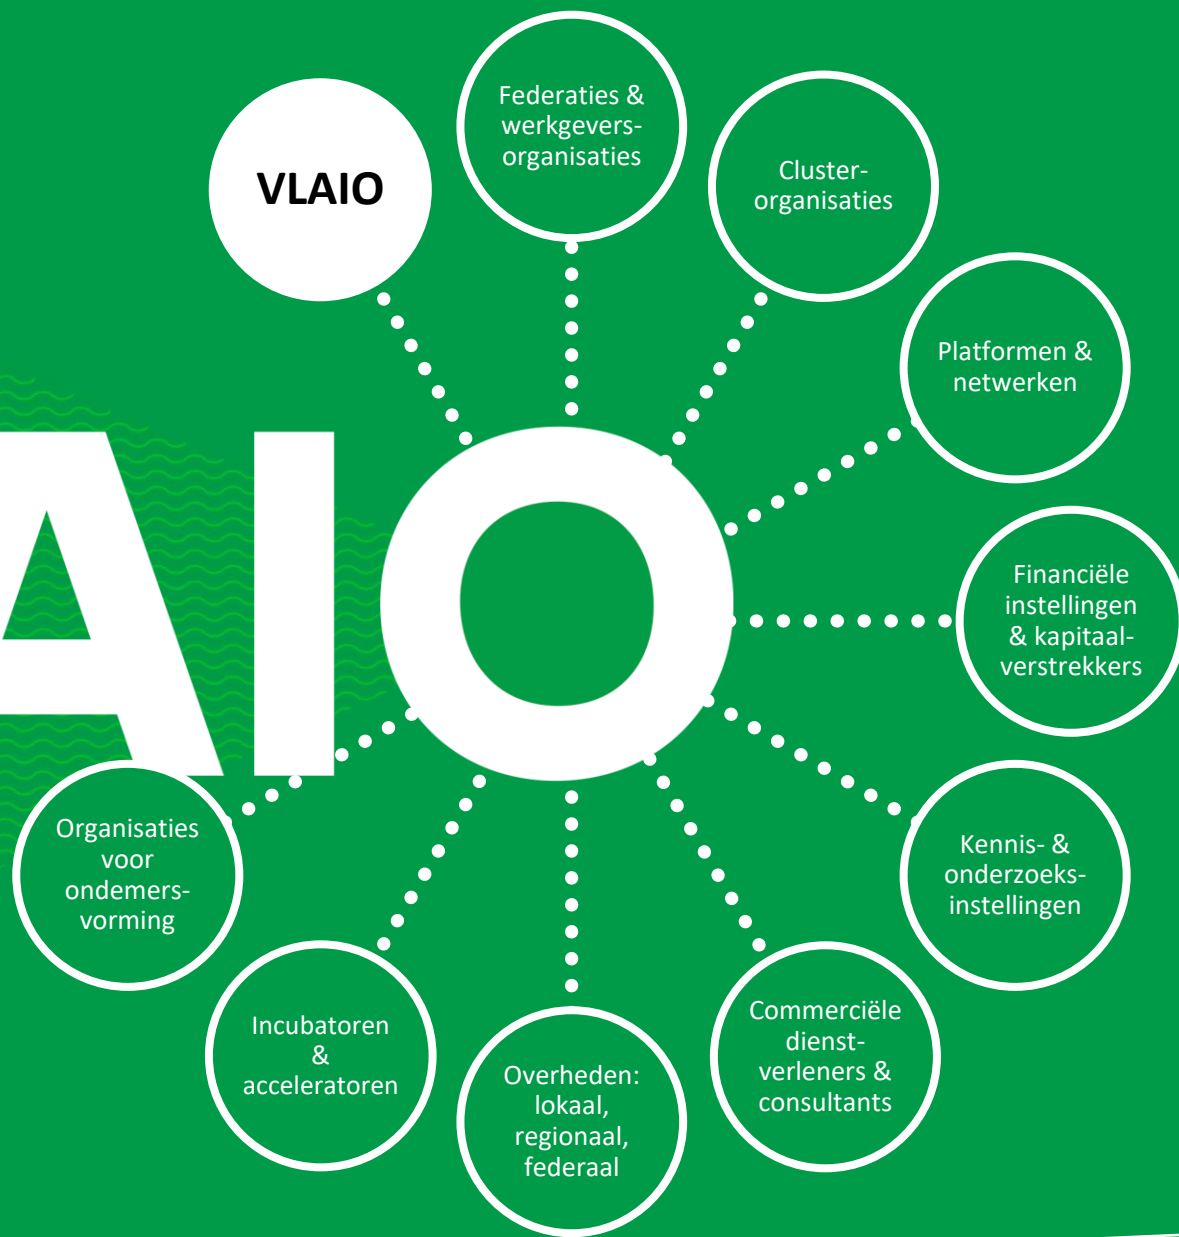 VLAIO
Federaties &
werkgevers-
organisaties
Cluster-
organisaties
Platformen &
netwerken
Financiële
instellingen
& kapitaal-
verstrekkers
Kennis- &
onderzoeks-
instellingen
Commerciële
dienst-
verleners &
consultants
Overheden:
lokaal,
regionaal,
federaal
Incubatoren
&
acceleratoren
Organisaties
voor
ondemers-
vorming
AIO